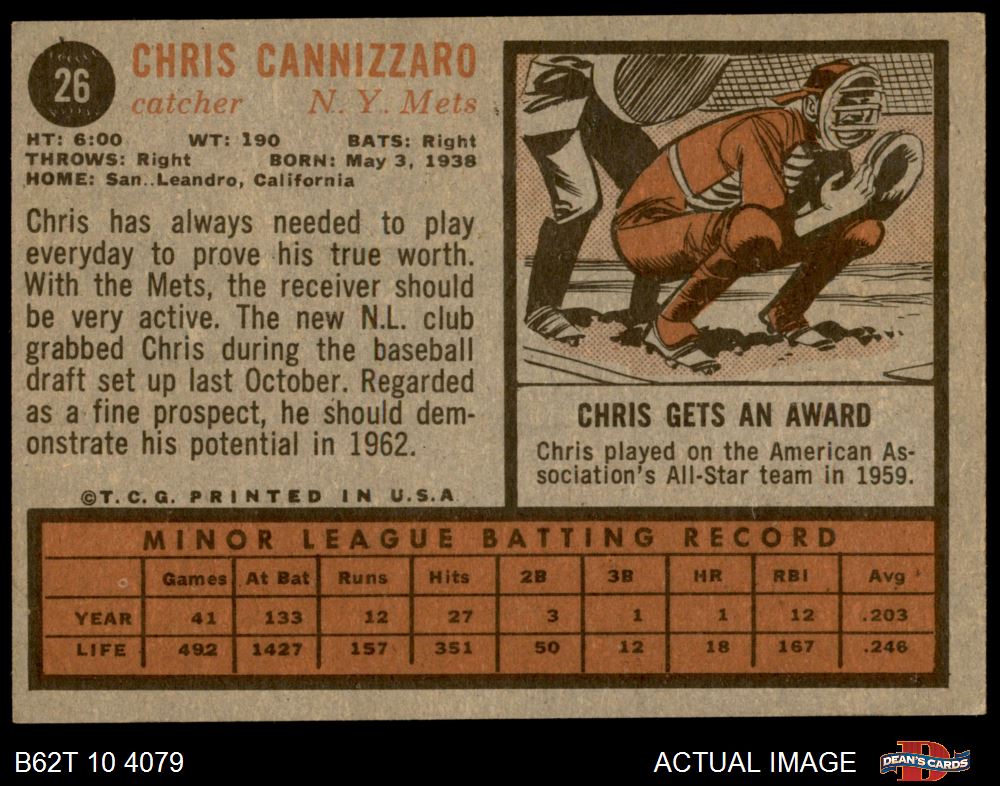 26
CHRIS CANNIZZARO
catcher N. Y. Mets
HT: 6:00 WT: 190 BATS: Right
THROWS: Right BORN: May 3, 1938
HOME: San..Leandro, California
Chris has always needed to play
everyday to prove his true worth.
With the Mets, the receiver should
be very active. The new N.L. club
grabbed Chris during the baseball
draft set up last October. Regarded
as a fine prospect, he should dem-
onstrate his potential in 1962.
©T. C. G. PRINTED IN U.S.A
CHRIS GETS AN AWARD
Chris played on the American As-
sociation's All-Star team in 1959.
MINOR LEAGUE BATTING RECORD
Games At Bat Runs Hits 2B 3B HR RBI Avg
YEAR 41 133 12 27 3 1 1 12 .203
LIFE 492 1427 157 351 50 12 18 167 .246
B62T 10 4079 ACTUAL IMAGE DEAN'S CARDS